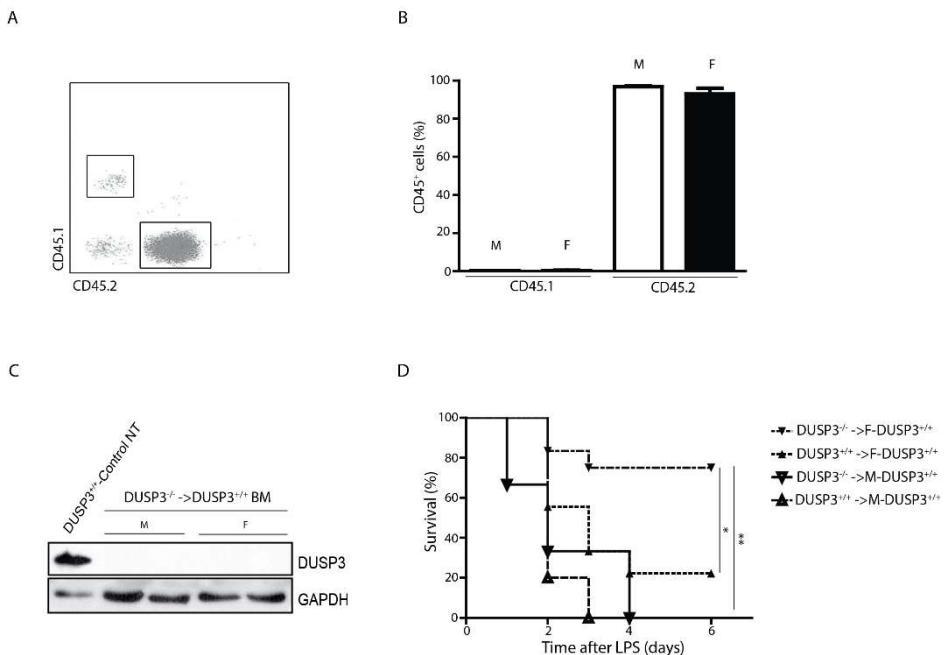 A
CD45.1
CD45.2
B
CD45⁺ cells (%)
100
80
60
40
20
0
M
F
M
F
CD45.1
CD45.2
C
DUSP3⁺/⁺-Control NT
DUSP3⁻/⁻ ->DUSP3⁺/⁺ BM
M
F
DUSP3
GAPDH
D
Survival (%)
100
80
60
40
20
0
0
2
4
6
Time after LPS (days)
*
**
DUSP3⁻/⁻ ->F-DUSP3⁺/⁺
DUSP3⁺/⁺ ->F-DUSP3⁺/⁺
DUSP3⁻/⁻ ->M-DUSP3⁺/⁺
DUSP3⁺/⁺ ->M-DUSP3⁺/⁺